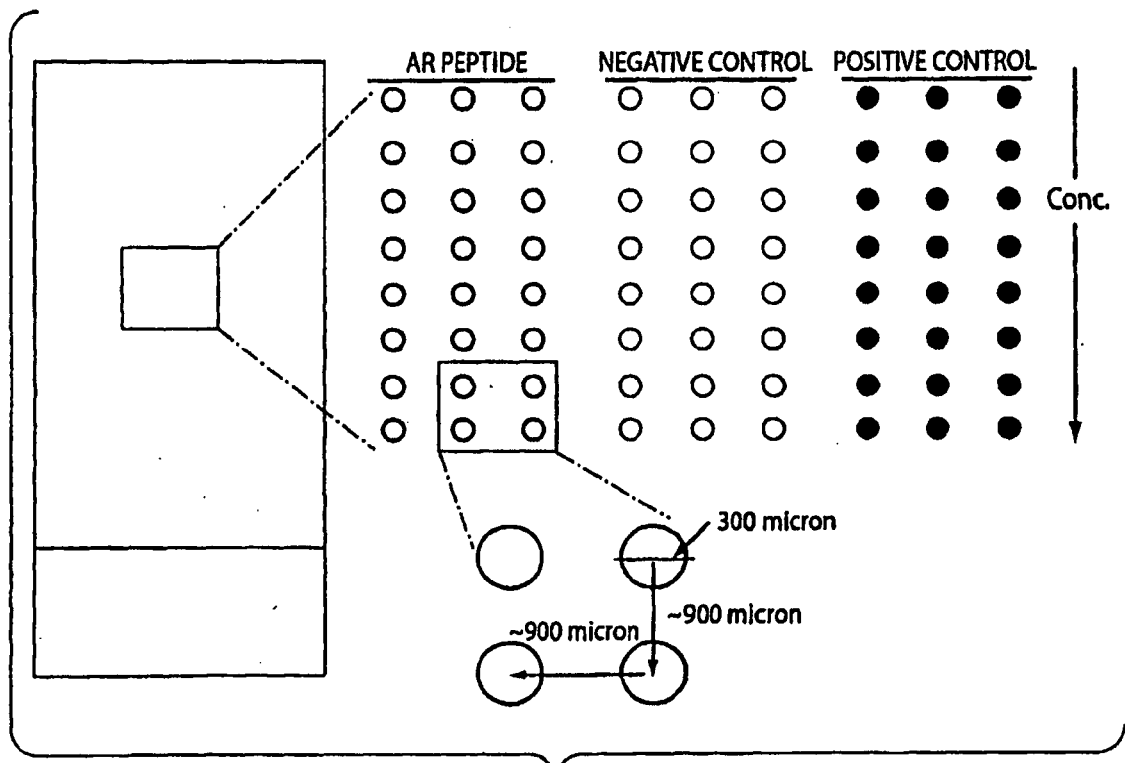 AR PEPTIDE NEGATIVE CONTROL POSITIVE CONTROL
Conc.
300 micron
~900 micron
~900 micron